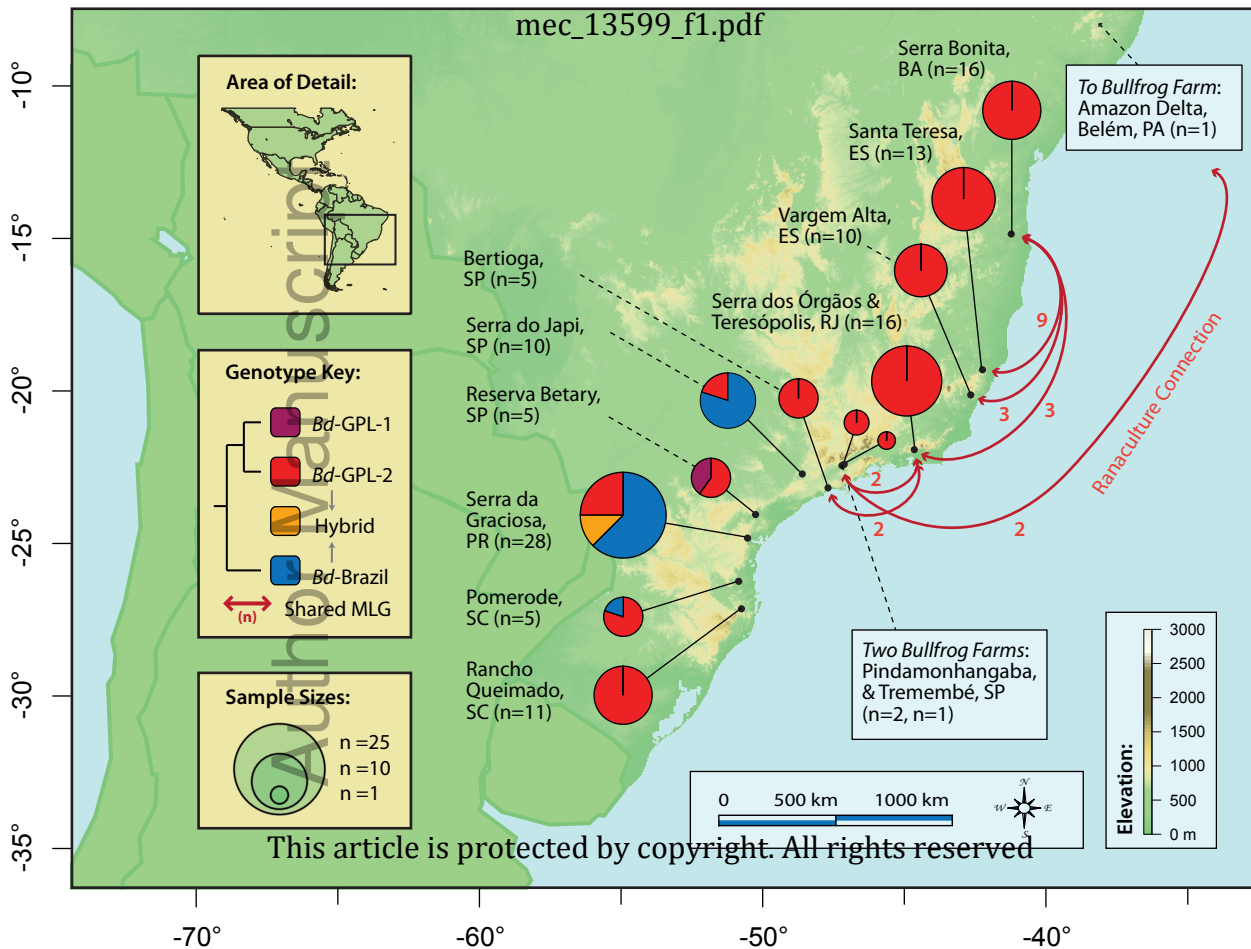 mec_13599_f1.pdf
Area of Detail:
Genotype Key:
Bd-GPL-1
Bd-GPL-2
Hybrid
Bd-Brazil
(n)
Shared MLG
Sample Sizes:
n =25
n =10
n =1
Author Manuscript
Serra Bonita,
BA (n=16)
Santa Teresa,
ES (n=13)
Vargem Alta,
ES (n=10)
Serra dos Órgãos &
Teresópolis, RJ (n=16)
Bertioga,
SP (n=5)
Serra do Japi,
SP (n=10)
Reserva Betary,
SP (n=5)
Serra da
Graciosa,
PR (n=28)
Pomerode,
SC (n=5)
Rancho
Queimado,
SC (n=11)
To Bullfrog Farm:
Amazon Delta,
Belém, PA (n=1)
9
3
3
2
2
2
Ranaculture Connection
Two Bullfrog Farms:
Pindamonhangaba,
& Tremembé, SP
(n=2, n=1)
Elevation:
3000
2500
2000
1500
1000
500
0 m
0 500 km 1000 km
N
W E
S
This article is protected by copyright. All rights reserved
-10°
-15°
-20°
-25°
-30°
-35°
-70° -60° -50° -40°